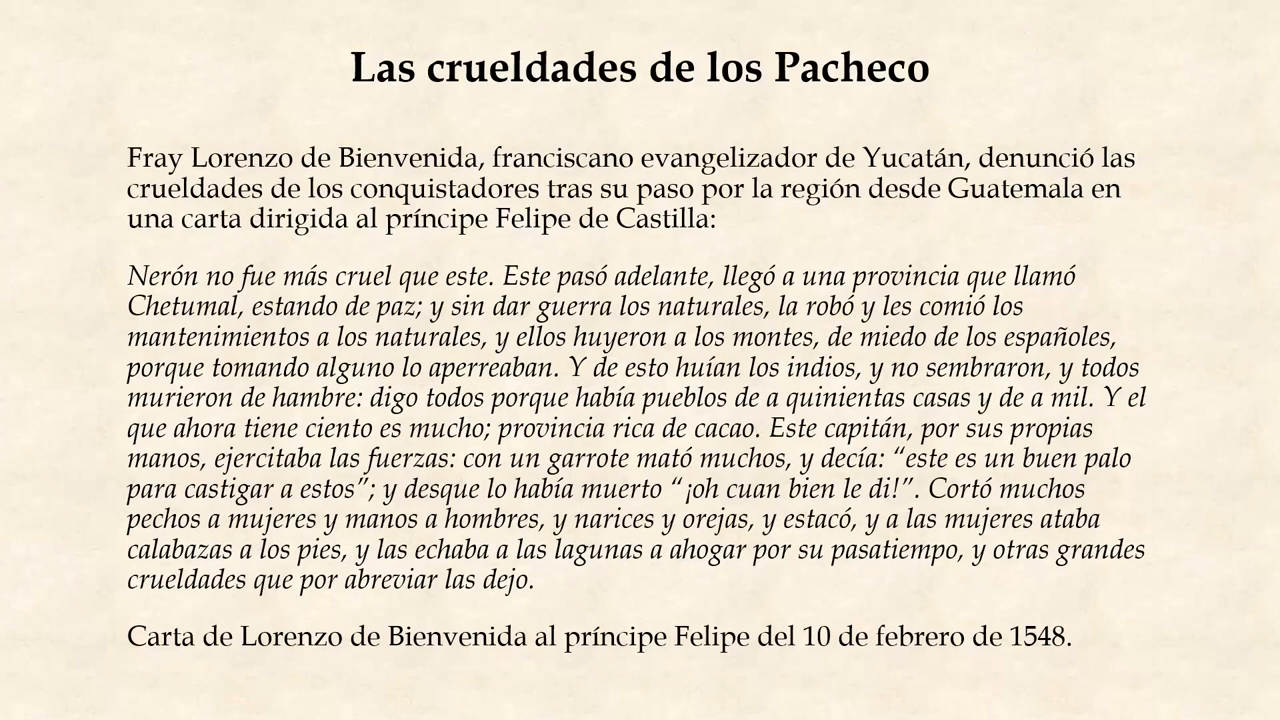 Las crueldades de los Pacheco
Fray Lorenzo de Bienvenida, franciscano evangelizador de Yucatán, denunció las
crueldades de los conquistadores tras su paso por la región desde Guatemala en
una carta dirigida al príncipe Felipe de Castilla:
Nerón no fue más cruel que este. Este pasó adelante, llegó a una provincia que llamó
Chetumal, estando de paz; y sin dar guerra los naturales, la robó y les comió los
mantenimientos a los naturales, y ellos huyeron a los montes, de miedo de los españoles,
porque tomando alguno lo aperreaban. Y de esto huían los indios, y no sembraron, y todos
murieron de hambre: digo todos porque había pueblos de a quinientas casas y de a mil. Y el
que ahora tiene ciento es mucho; provincia rica de cacao. Este capitán, por sus propias
manos, ejercitaba las fuerzas: con un garrote mató muchos, y decía: “este es un buen palo
para castigar a estos”; y desque lo había muerto “¡oh cuan bien le di!”. Cortó muchos
pechos a mujeres y manos a hombres, y narices y orejas, y estacó, y a las mujeres ataba
calabazas a los pies, y las echaba a las lagunas a ahogar por su pasatiempo, y otras grandes
crueldades que por abreviar las dejo.
Carta de Lorenzo de Bienvenida al príncipe Felipe del 10 de febrero de 1548.